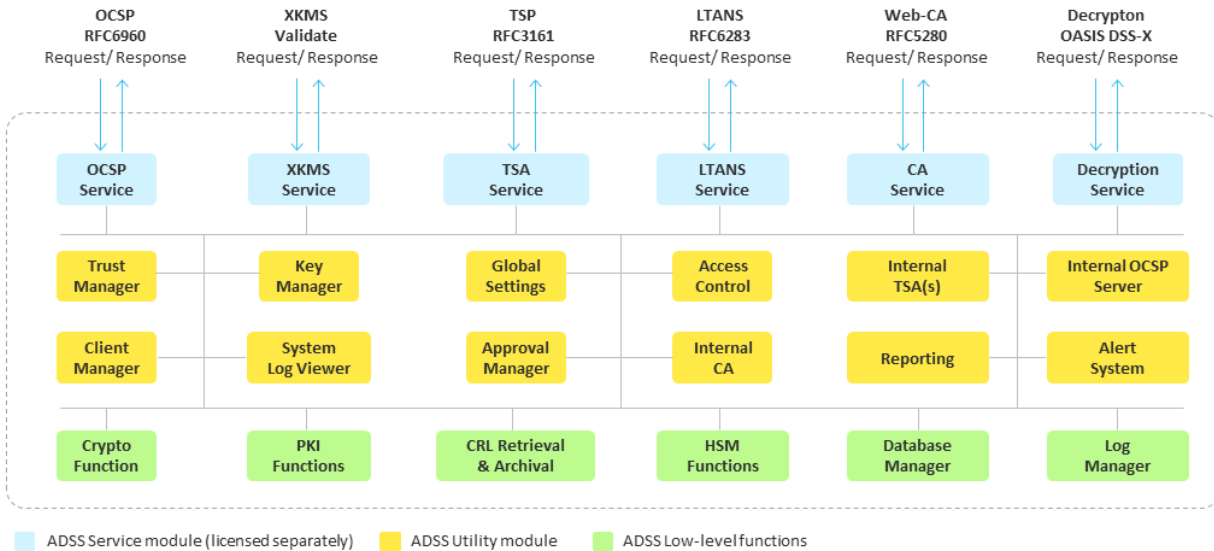 OCSP
RFC6960
Request/ Response
XKMS
Validate
Request/ Response
TSP
RFC3161
Request/ Response
LTANS
RFC6283
Request/ Response
Web-CA
RFC5280
Request/ Response
Decrypton
OASIS DSS-X
Request/ Response
OCSP
Service
XKMS
Service
TSA
Service
LTANS
Service
CA
Service
Decryption
Service
Trust
Manager
Key
Manager
Global
Settings
Access
Control
Internal
TSA(s)
Internal OCSP
Server
Client
Manager
System
Log Viewer
Approval
Manager
Internal
CA
Reporting
Alert
System
Crypto
Function
PKI
Functions
CRL Retrieval
& Archival
HSM
Functions
Database
Manager
Log
Manager
ADSS Service module (licensed separately)
ADSS Utility module
ADSS Low-level functions